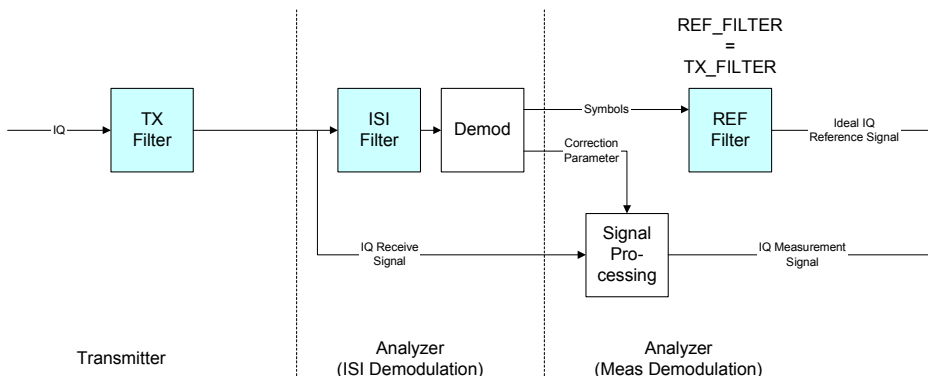 REF_FILTER
=
TX_FILTER
IQ
TX
Filter
ISI
Filter
Demod
Symbols
REF
Filter
Ideal IQ
Reference Signal
Correction
Parameter
IQ Receive
Signal
Signal
Pro-
cessing
IQ Measurement
Signal
Transmitter
Analyzer
(ISI Demodulation)
Analyzer
(Meas Demodulation)